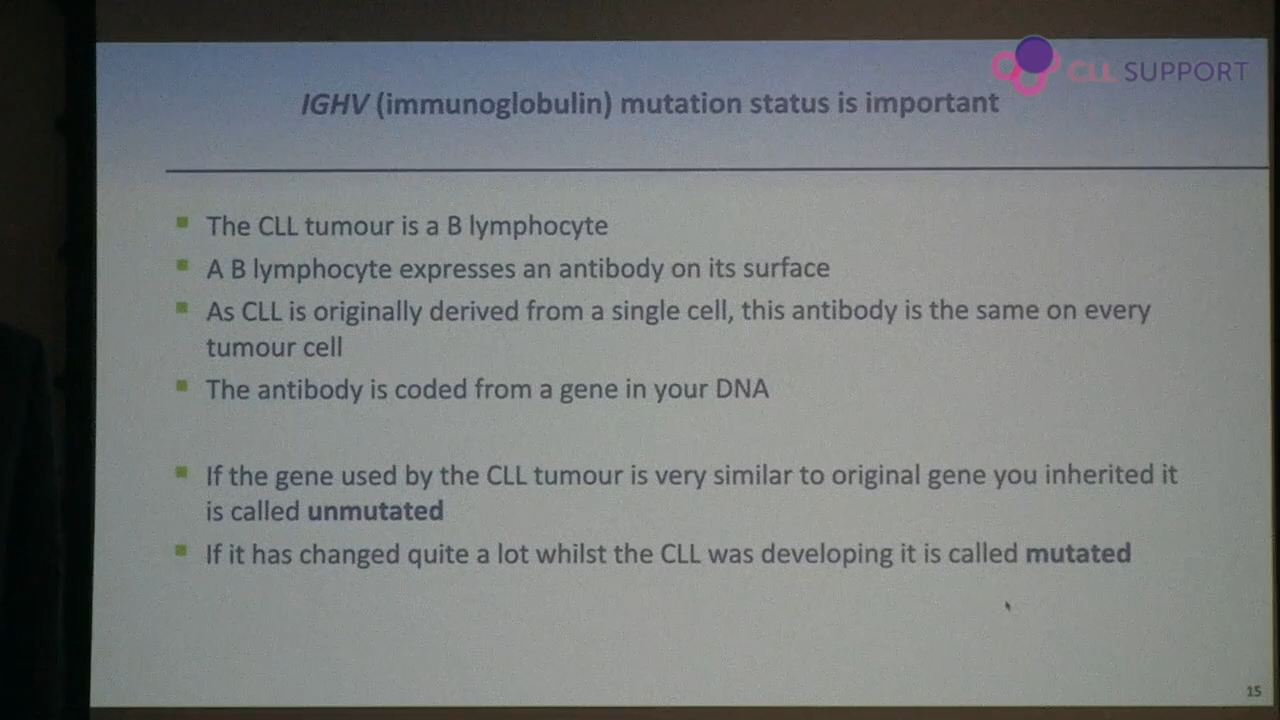 CLL SUPPORT
IGHV (immunoglobulin) mutation status is important
The CLL tumour is a B lymphocyte
A B lymphocyte expresses an antibody on its surface
As CLL is originally derived from a single cell, this antibody is the same on every
tumour cell
The antibody is coded from a gene in your DNA
If the gene used by the CLL tumour is very similar to original gene you inherited it
is called unmutated
If it has changed quite a lot whilst the CLL was developing it is called mutated
15